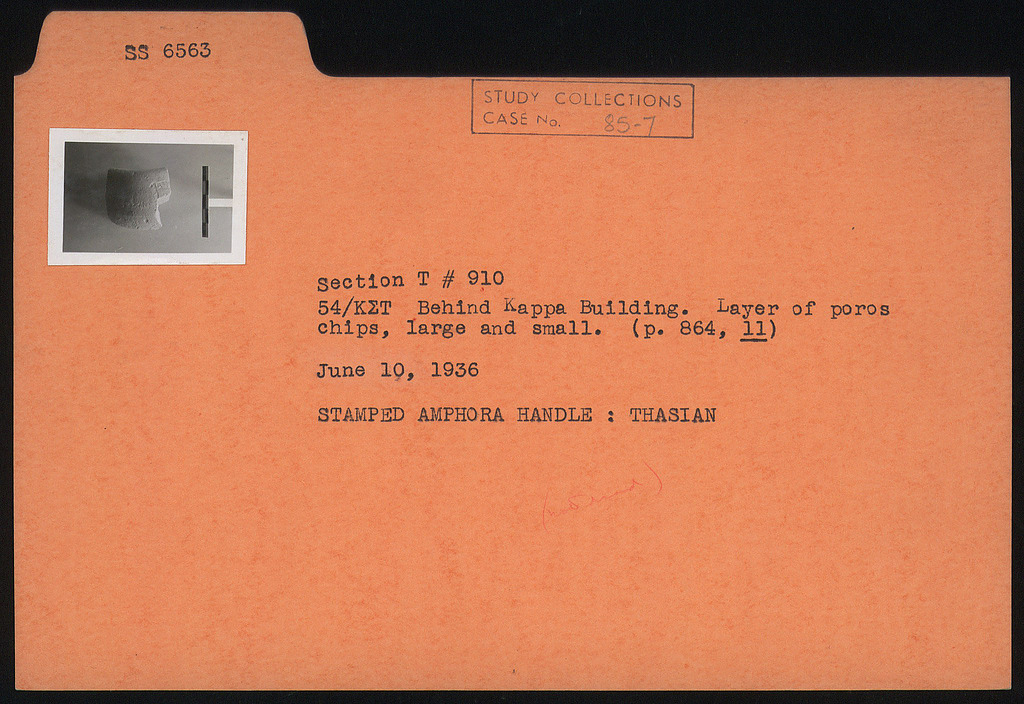 SS 6563
STUDY COLLECTIONS
CASE No. 85-7
Section T # 910
54/ΚΣΤ Behind Kappa Building. Layer of poros
chips, large and small. (p. 864, 11)
June 10, 1936
STAMPED AMPHORA HANDLE : THASIAN